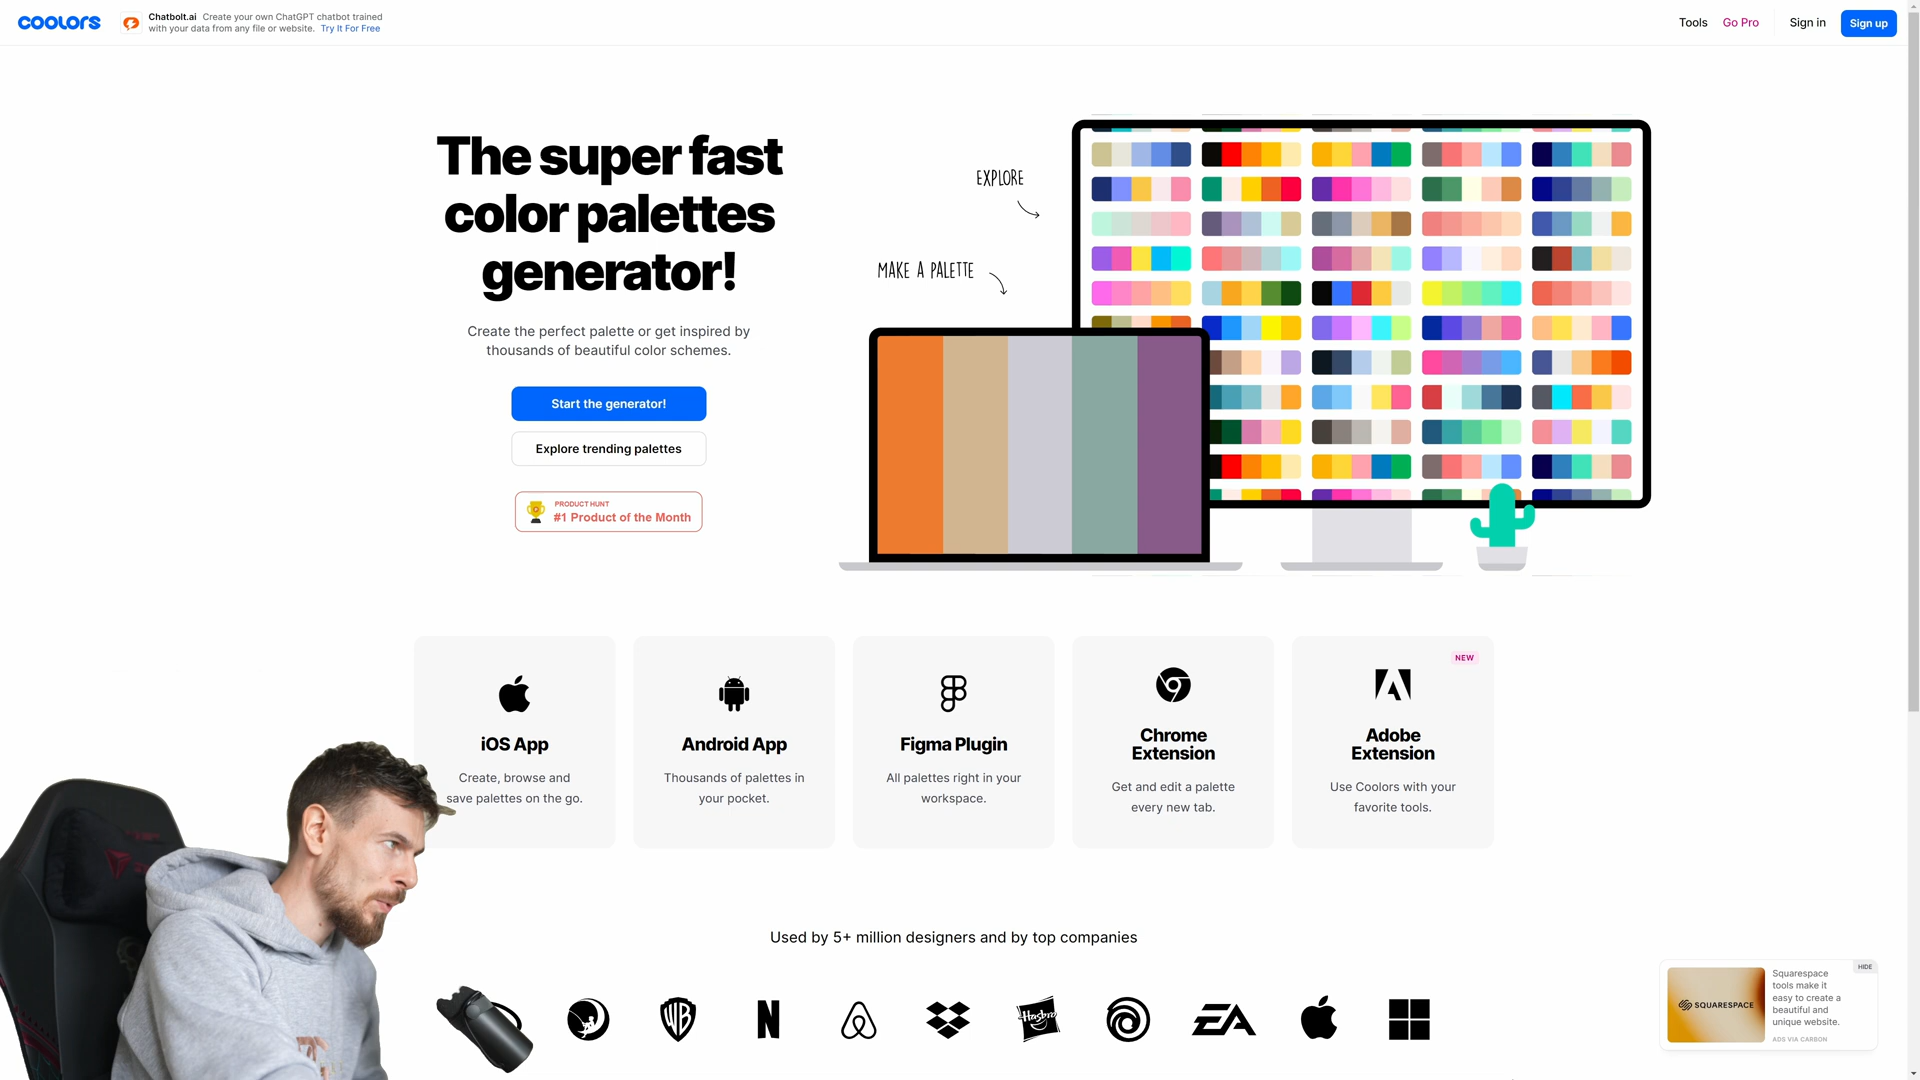 coolors
Chatbolt.ai Create your own ChatGPT chatbot trained
with your data from any file or website. Try It For Free
Tools
Go Pro
Sign in
Sign up
The super fast
color palettes
generator!
Create the perfect palette or get inspired by
thousands of beautiful color schemes.
Start the generator!
Explore trending palettes
PRODUCT HUNT
#1 Product of the Month
EXPLORE
MAKE A PALETTE
iOS App
Create, browse and
save palettes on the go.
Android App
Thousands of palettes in
your pocket.
Figma Plugin
All palettes right in your
workspace.
Chrome
Extension
Get and edit a palette
every new tab.
NEW
Adobe
Extension
Use Coolors with your
favorite tools.
Used by 5+ million designers and by top companies
WB
N
Hasbro
EA
HIDE
SQUARESPACE
Squarespace
tools make it
easy to create a
beautiful and
unique website.
ADS VIA CARBON